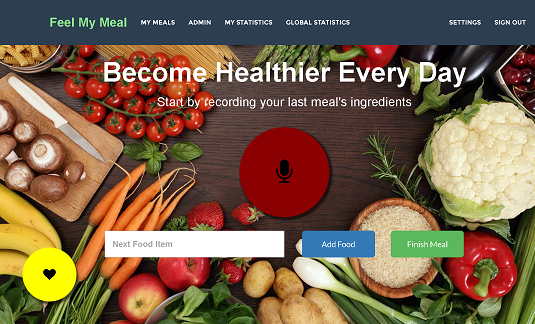 Feel My Meal
MY MEALS
ADMIN
MY STATISTICS
GLOBAL STATISTICS
SETTINGS
SIGN OUT
Become Healthier Every Day
Start by recording your last meal's ingredients
Next Food Item
Add Food
Finish Meal